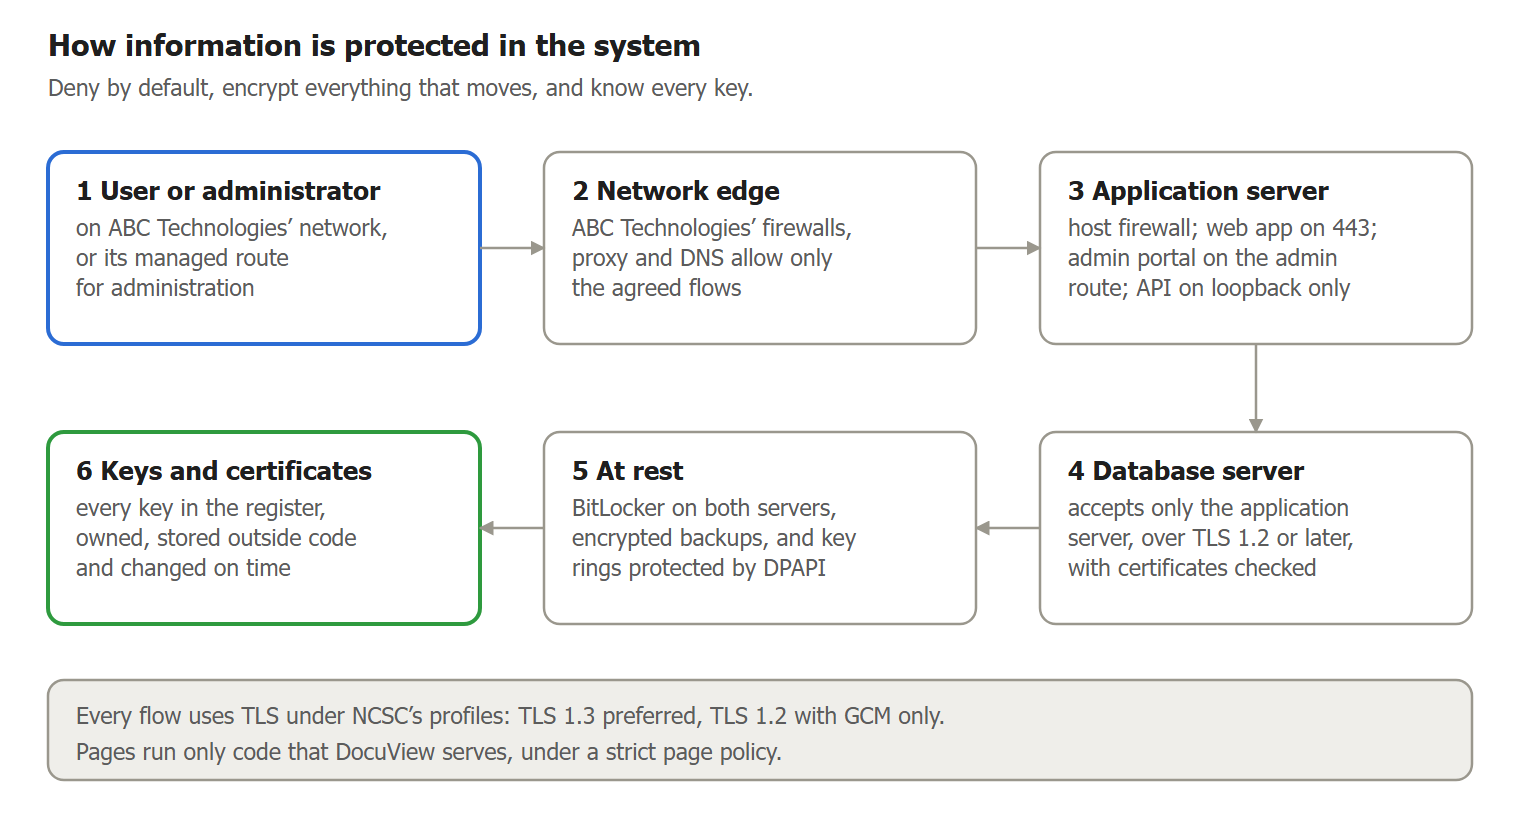 How information is protected in the system
Deny by default, encrypt everything that moves, and know every key.
1 User or administrator
on ABC Technologies’ network,
or its managed route
for administration
2 Network edge
ABC Technologies’ firewalls,
proxy and DNS allow only
the agreed flows
3 Application server
host firewall; web app on 443;
admin portal on the admin
route; API on loopback only
4 Database server
accepts only the application
server, over TLS 1.2 or later,
with certificates checked
5 At rest
BitLocker on both servers,
encrypted backups, and key
rings protected by DPAPI
6 Keys and certificates
every key in the register,
owned, stored outside code
and changed on time
Every flow uses TLS under NCSC’s profiles: TLS 1.3 preferred, TLS 1.2 with GCM only.
Pages run only code that DocuView serves, under a strict page policy.